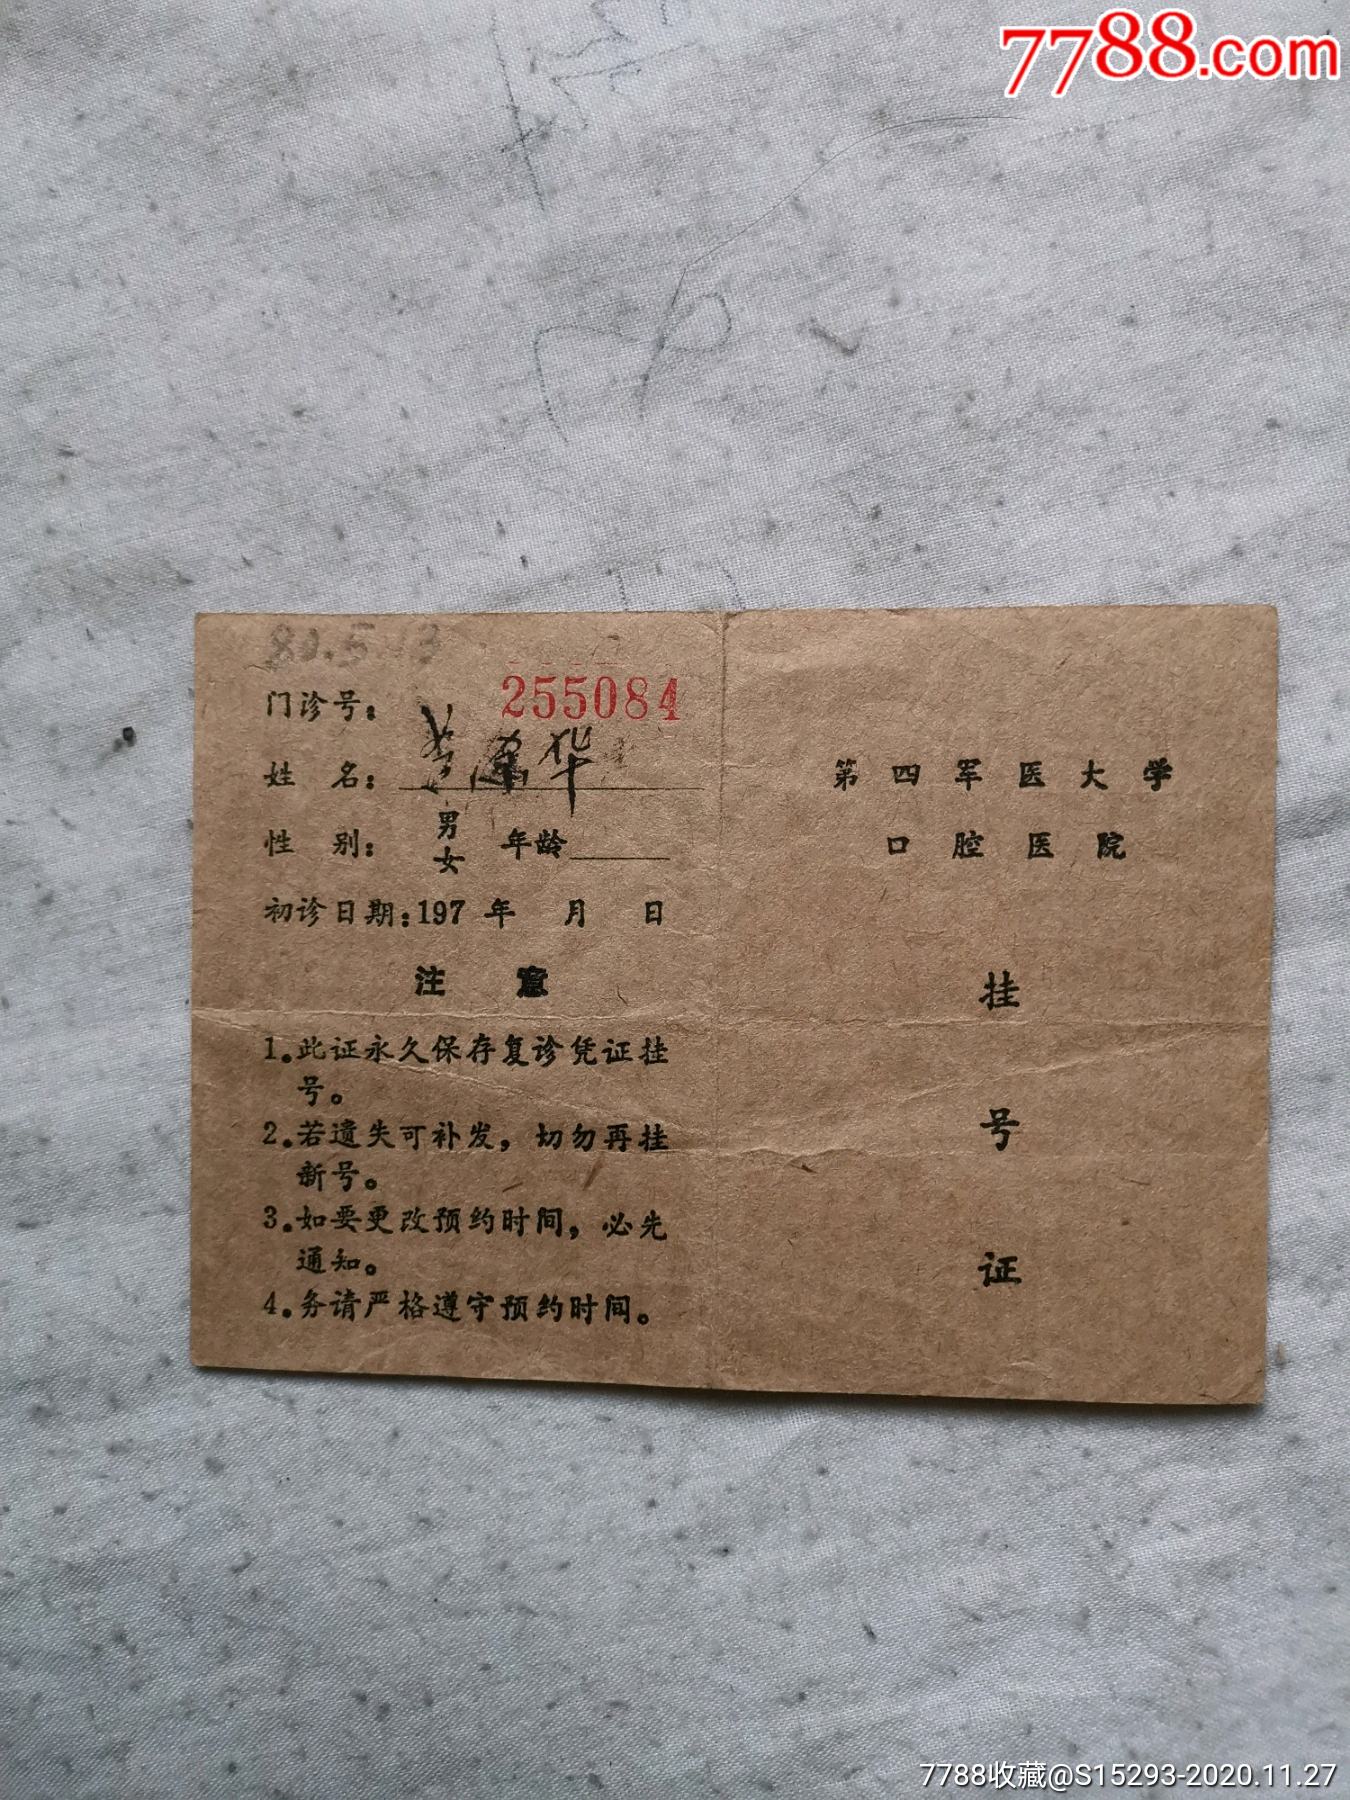 7788.com
80.5.13
门诊号：255084
姓 名：华
性 别：男
女
年龄
初诊日期：197 年 月 日
注 意
1.此证永久保存复诊凭证挂
号。
2.若遗失可补发，切勿再挂
新号。
3.如要更改预约时间，必先
通知。
4.务请严格遵守预约时间。
第四军医大学
口腔医院
挂
号
证
7788收藏@S15293-2020.11.27